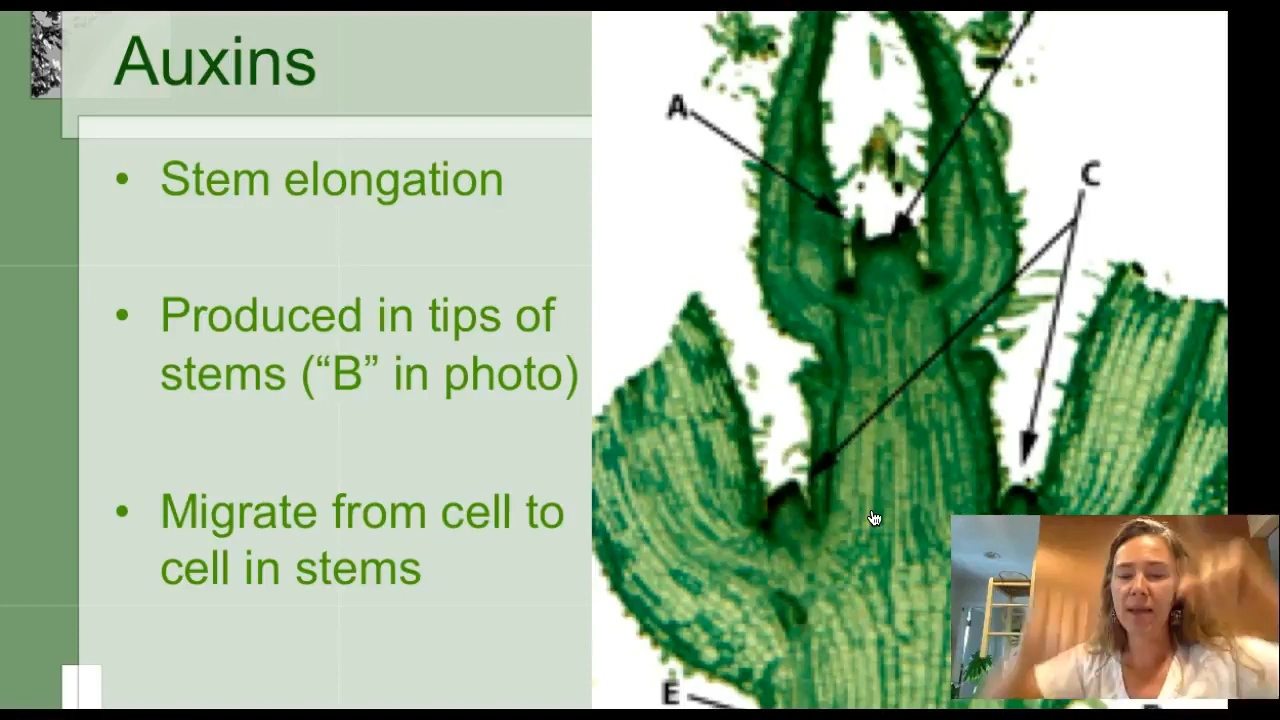 Auxins
• Stem elongation
• Produced in tips of
stems (“B” in photo)
• Migrate from cell to
cell in stems
A
C
E